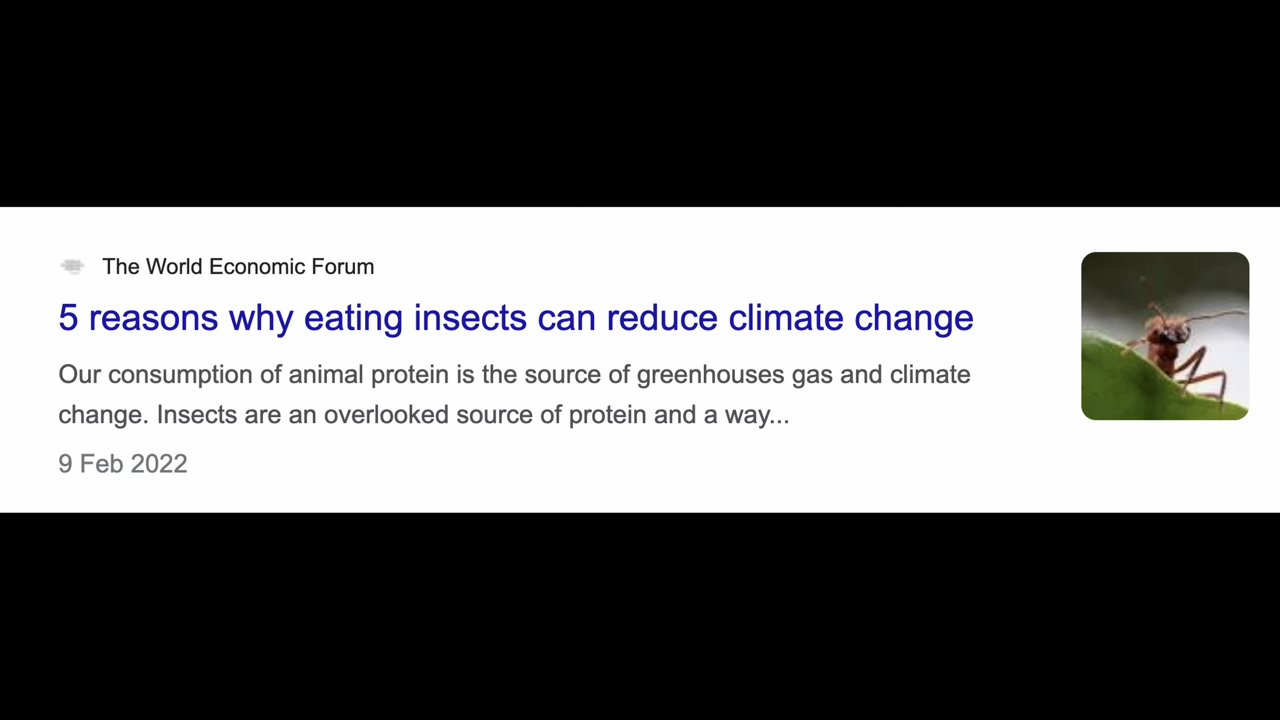 The World Economic Forum
5 reasons why eating insects can reduce climate change
Our consumption of animal protein is the source of greenhouses gas and climate
change. Insects are an overlooked source of protein and a way...
9 Feb 2022